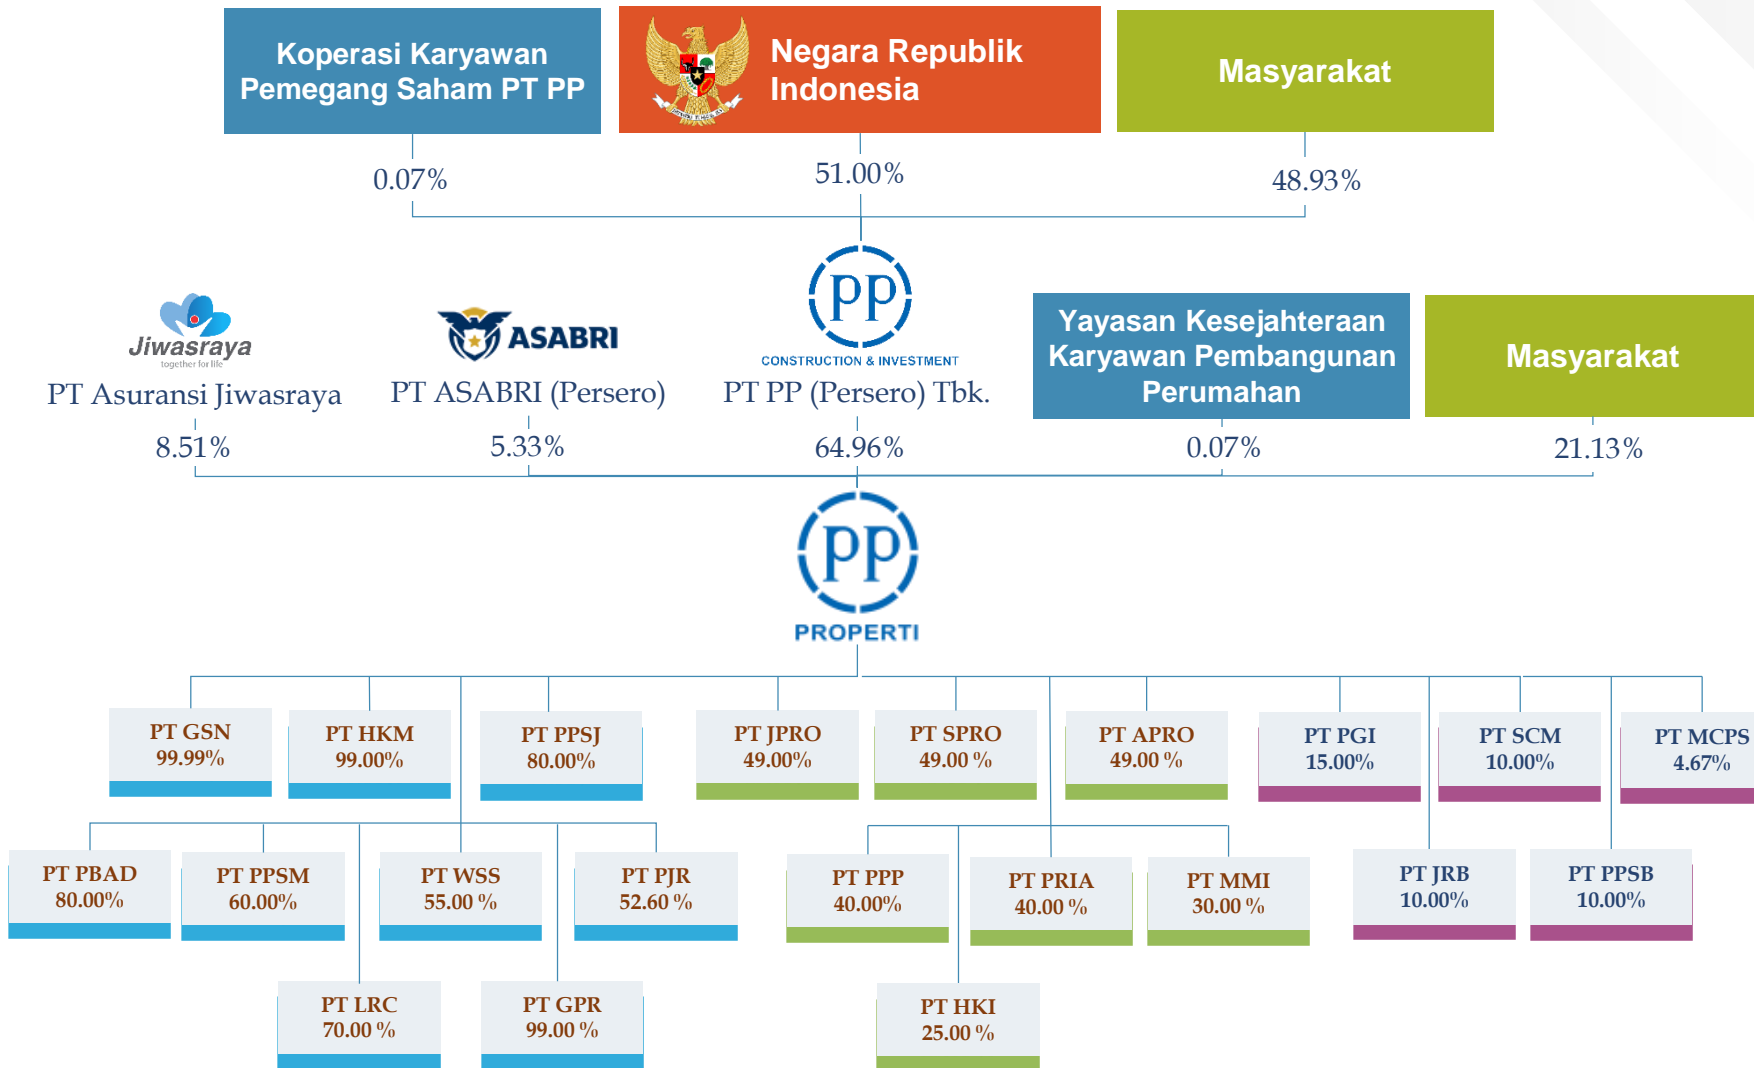 Koperasi Karyawan
Pemegang Saham PT PP
Negara Republik
Indonesia
Masyarakat
0.07%
51.00%
48.93%
Jiwasraya
together for life
PT Asuransi Jiwasraya
8.51%
ASABRI
PT ASABRI (Persero)
5.33%
pp
CONSTRUCTION & INVESTMENT
PT PP (Persero) Tbk.
64.96%
Yayasan Kesejahteraan
Karyawan Pembangunan
Perumahan
0.07%
Masyarakat
21.13%
pp
PROPERTI
PT GSN
99.99%
PT HKM
99.00%
PT PPSJ
80.00%
PT JPRO
49.00%
PT SPRO
49.00 %
PT APRO
49.00 %
PT PGI
15.00%
PT SCM
10.00%
PT MCPS
4.67%
PT PBAD
80.00%
PT PPSM
60.00%
PT WSS
55.00 %
PT PJR
52.60 %
PT PPP
40.00%
PT PRIA
40.00 %
PT MMI
30.00 %
PT JRB
10.00%
PT PPSB
10.00%
PT LRC
70.00 %
PT GPR
99.00 %
PT HKI
25.00 %